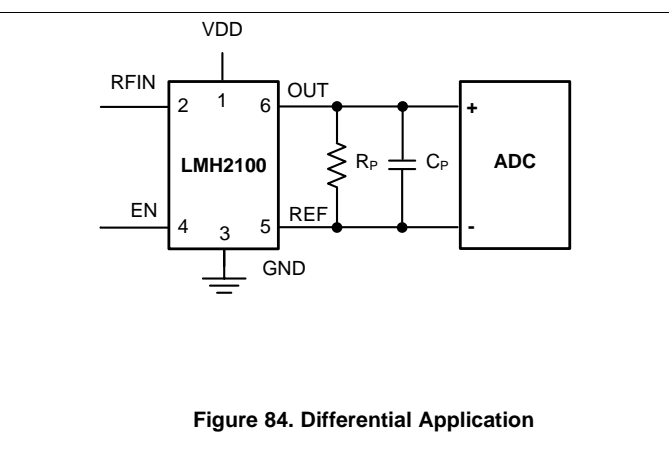 VDD
RFIN
OUT
2 1 6
+
LMH2100
RP
CP
ADC
EN
REF
4 3 5
-
GND
Figure 84. Differential Application